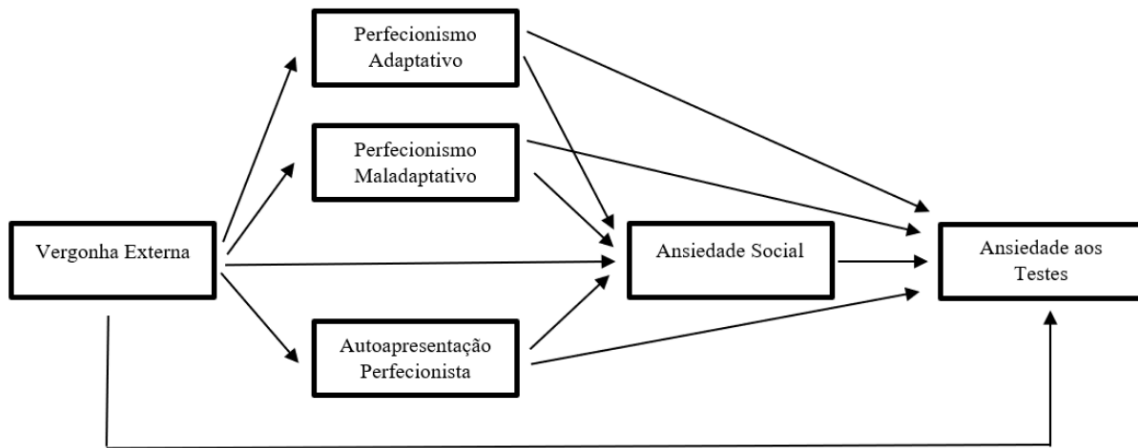 Perfecionismo
Adaptativo
Perfecionismo
Maladaptativo
Vergonha Externa
Ansiedade Social
Ansiedade aos
Testes
Autoapresentação
Perfecionista